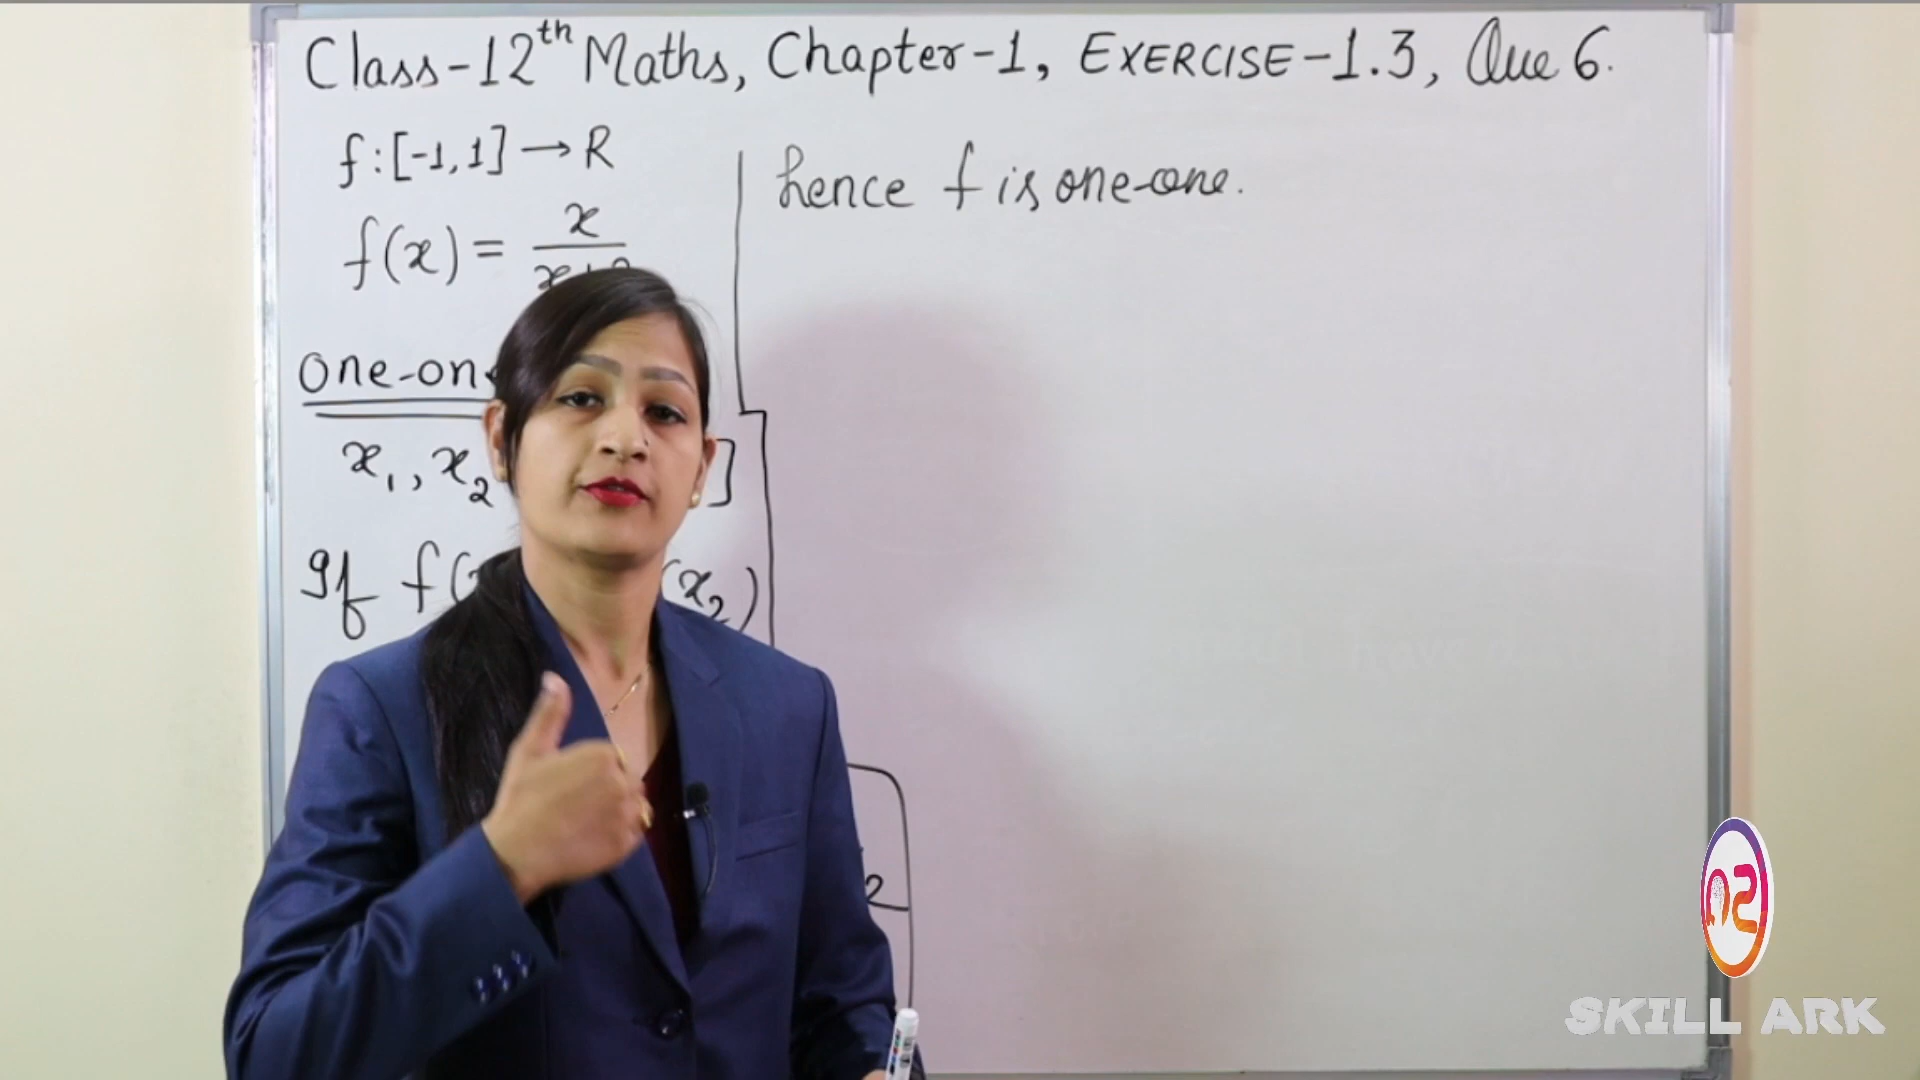 Class-12th Maths, Chapter-1, EXERCISE-1.3, Que 6.
f:[-1,1]→R
f(x) = x
one-on
x₁, x₂ ]
If f( (x₂)
2
hence f is one-one.
SKILL ARK